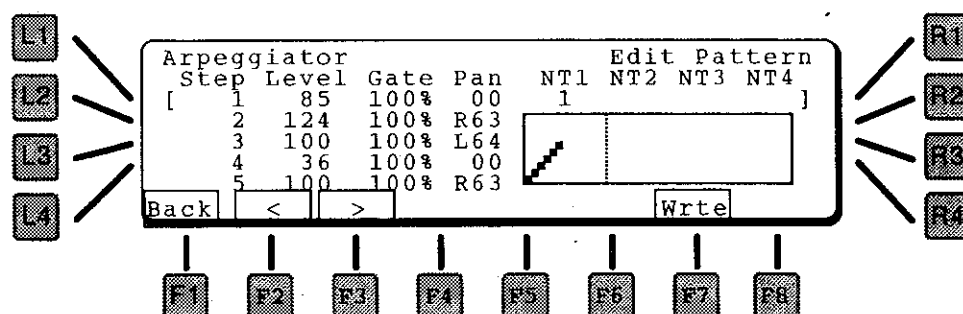 L1
R1
Arpeggiator Edit Pattern
Step Level Gate Pan NT1 NT2 NT3 NT4
L2
R2
[ 1 85 100% 00 1 ]
2 124 100% R63
L3
R3
3 100 100% L64
4 36 100% 00
5 100 100% R63
L4
R4
Back < > Wrte
F1 F2 F3 F4 F5 F6 F7 F8